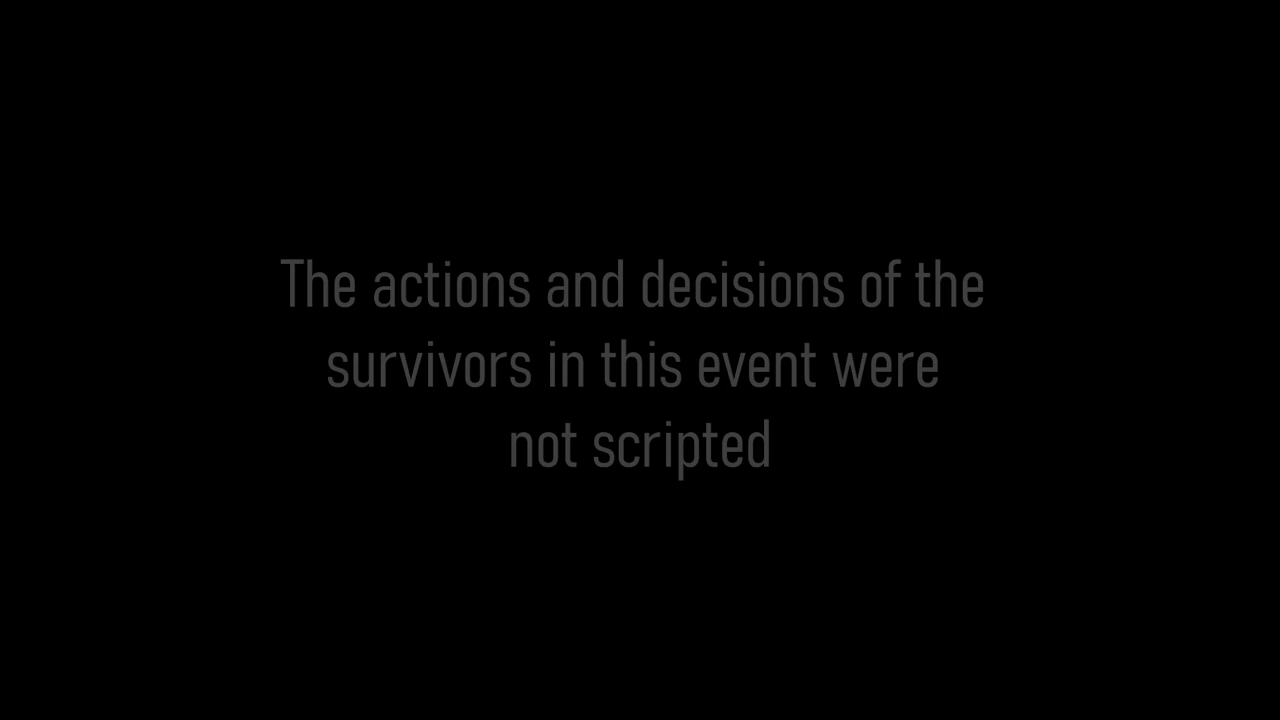 The actions and decisions of the
survivors in this event were
not scripted